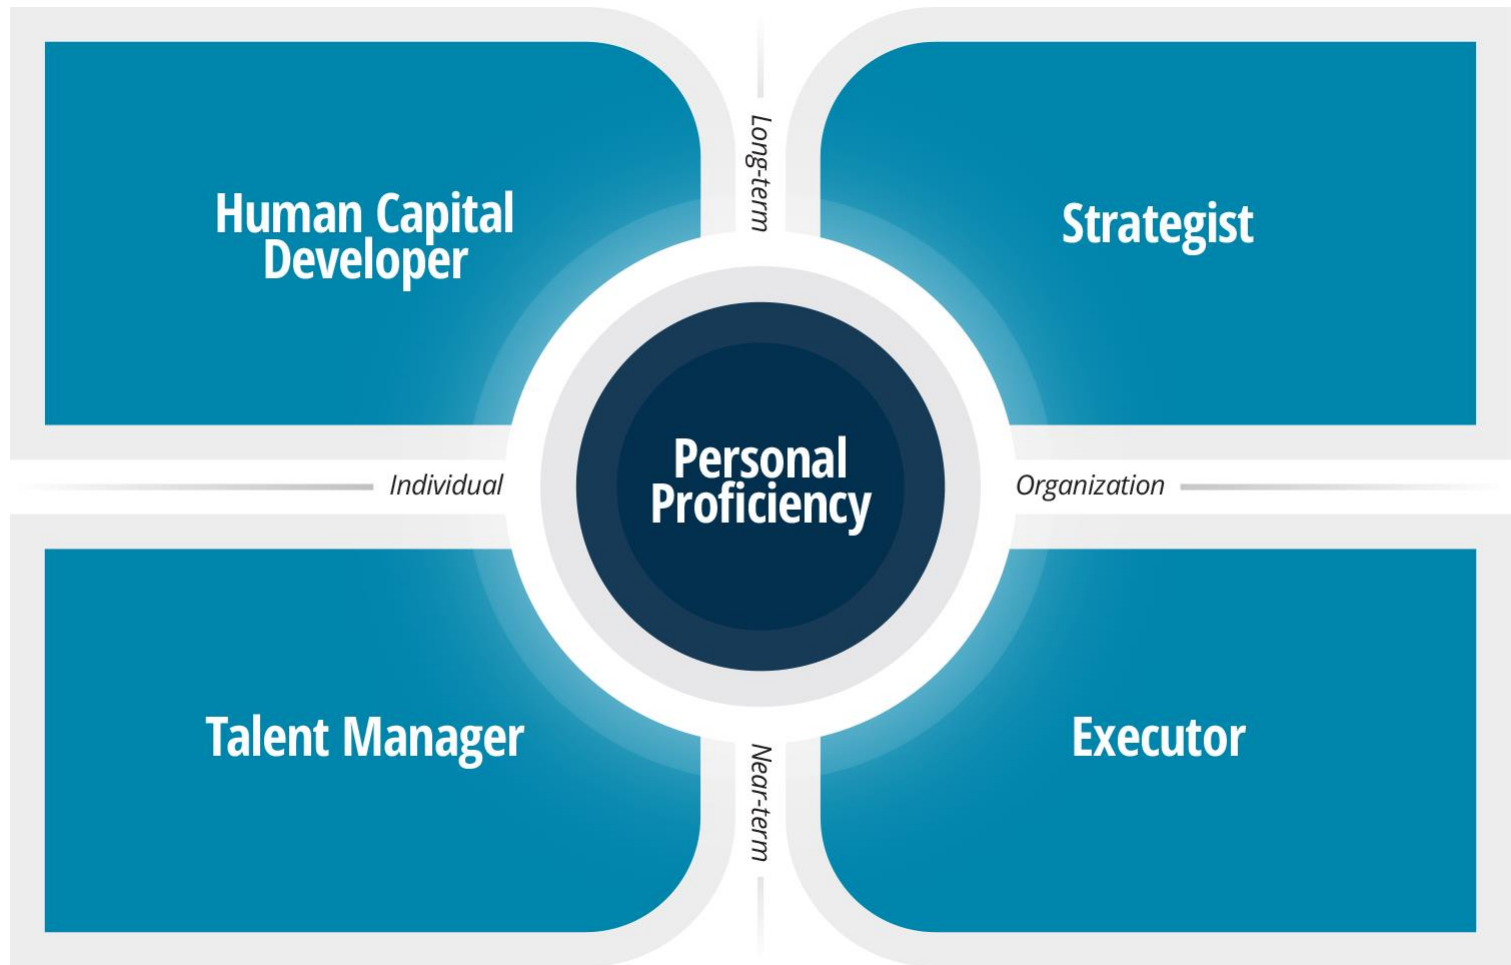 Human Capital
Developer
Long-term
Strategist
Individual
Personal
Proficiency
Organization
Talent Manager
Near-term
Executor